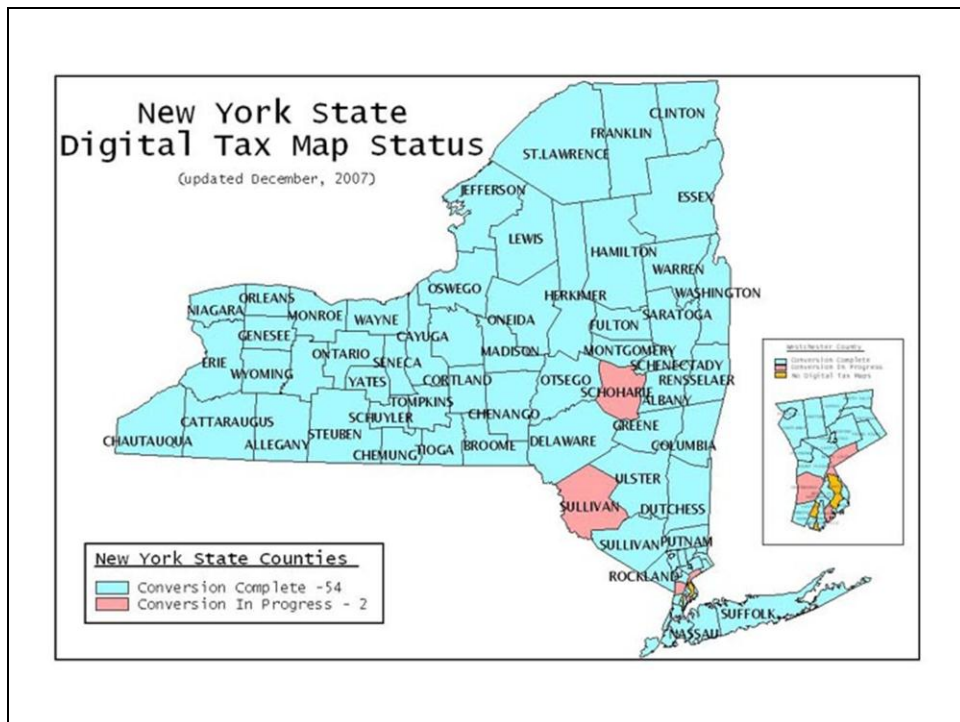 New York State
Digital Tax Map Status
(updated December, 2007)
CLINTON
FRANKLIN
ST.LAWRENCE
JEFFERSON
ESSEX
LEWIS
HAMILTON
WARREN
OSWEGO
HERKIMER
WASHINGTON
ORLEANS
NIAGARA
MONROE
WAYNE
ONEIDA
SARATOGA
FULTON
GENESEE
CAYUGA
ONTARIO
SENECA
MADISON
MONTGOMERY
SCHENECTADY
ERIE
WYOMING
YATES
CORTLAND
OTSEGO
SCHOHARIE
RENSSELAER
ALBANY
TOMPKINS
CATTARAUGUS
SCHUYLER
CHENANGO
GREENE
CHAUTAUQUA
ALLEGANY
STEUBEN
CHEMUNG
TIOGA
BROOME
DELAWARE
COLUMBIA
ULSTER
SULLIVAN
DUTCHESS
SULLIVAN
PUTNAM
ROCKLAND
SUFFOLK
NASSAU
Westchester County
Conversion Complete
Conversion In Progress
No Digital Tax Maps
New York State Counties
Conversion Complete -54
Conversion In Progress - 2